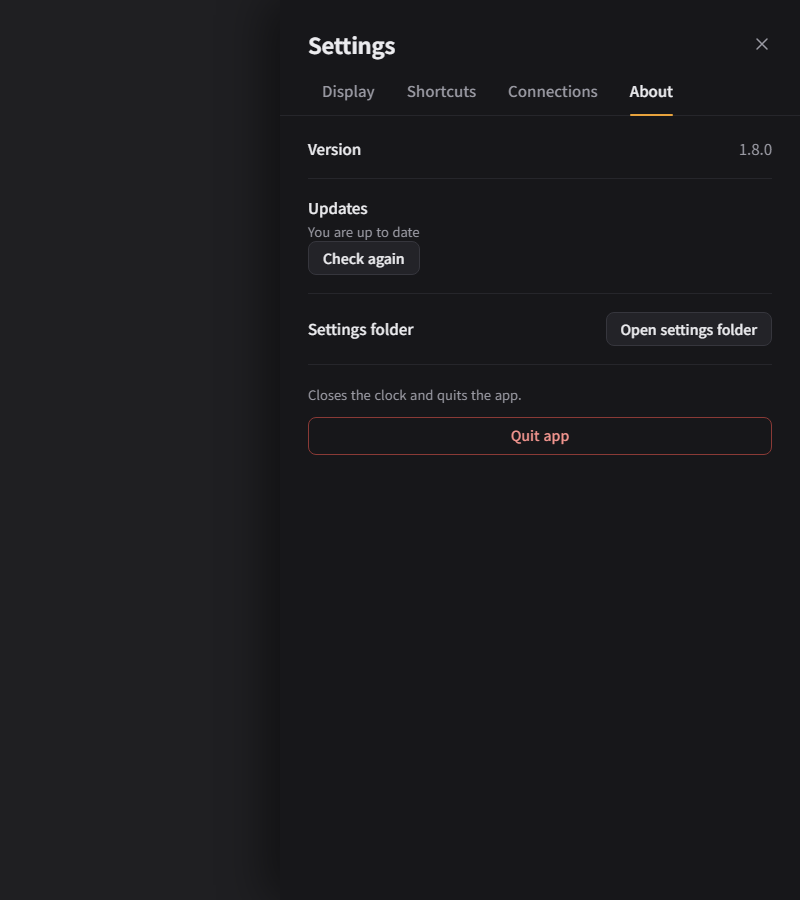 Settings
Display Shortcuts Connections About
Version 1.8.0
Updates
You are up to date
Check again
Settings folder Open settings folder
Closes the clock and quits the app.
Quit app